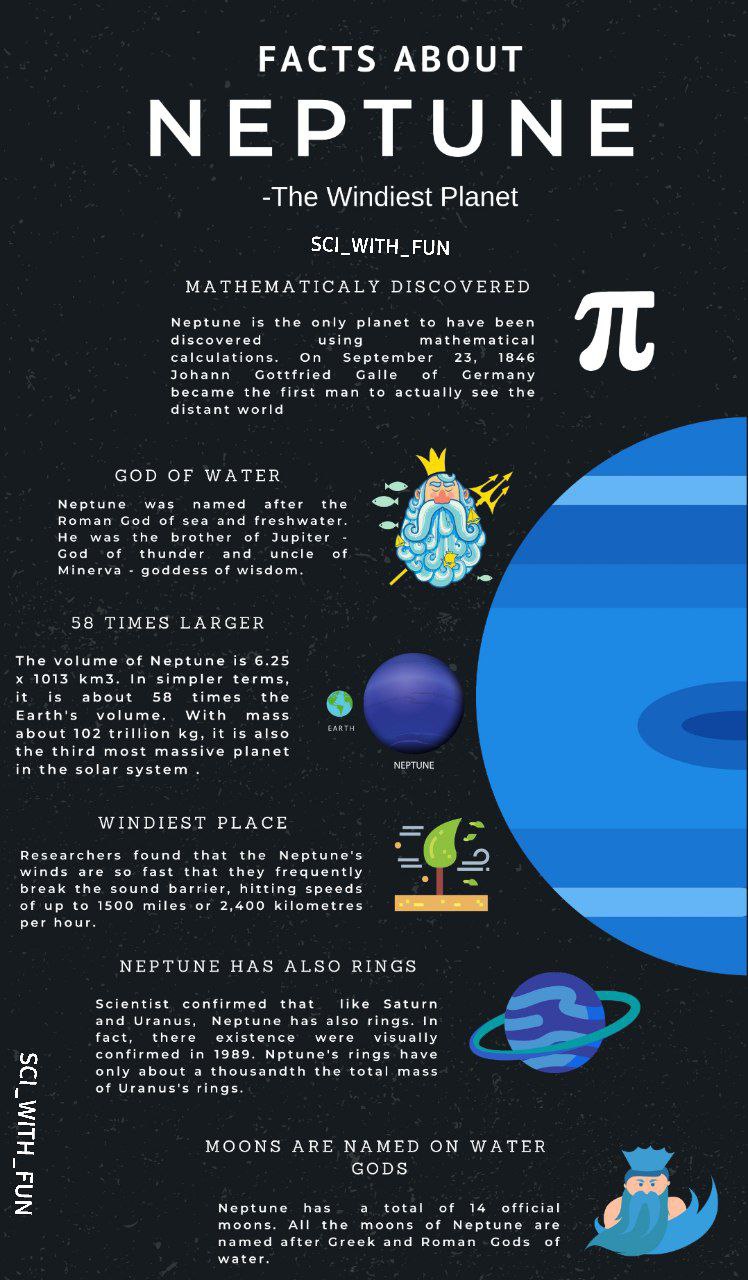 FACTS ABOUT
NEPTUNE
-The Windiest Planet
SCI_WITH_FUN
MATHEMATICALY DISCOVERED
Neptune is the only planet to have been
discovered using mathematical
calculations. On September 23, 1846
Johann Gottfried Galle of Germany
became the first man to actually see the
distant world
π
GOD OF WATER
Neptune was named after the
Roman God of sea and freshwater.
He was the brother of Jupiter -
God of thunder and uncle of
Minerva - goddess of wisdom.
58 TIMES LARGER
The volume of Neptune is 6.25
x 1013 km3. In simpler terms,
it is about 58 times the
Earth's volume. With mass
about 102 trillion kg, it is also
the third most massive planet
in the solar system .
EARTH
NEPTUNE
WINDIEST PLACE
Researchers found that the Neptune's
winds are so fast that they frequently
break the sound barrier, hitting speeds
of up to 1500 miles or 2,400 kilometres
per hour.
NEPTUNE HAS ALSO RINGS
Scientist confirmed that like Saturn
and Uranus, Neptune has also rings. In
fact, there existence were visually
confirmed in 1989. Nptune's rings have
only about a thousandth the total mass
of Uranus's rings.
SCI_WITH_FUN
MOONS ARE NAMED ON WATER
GODS
Neptune has a total of 14 official
moons. All the moons of Neptune are
named after Greek and Roman Gods of
water.